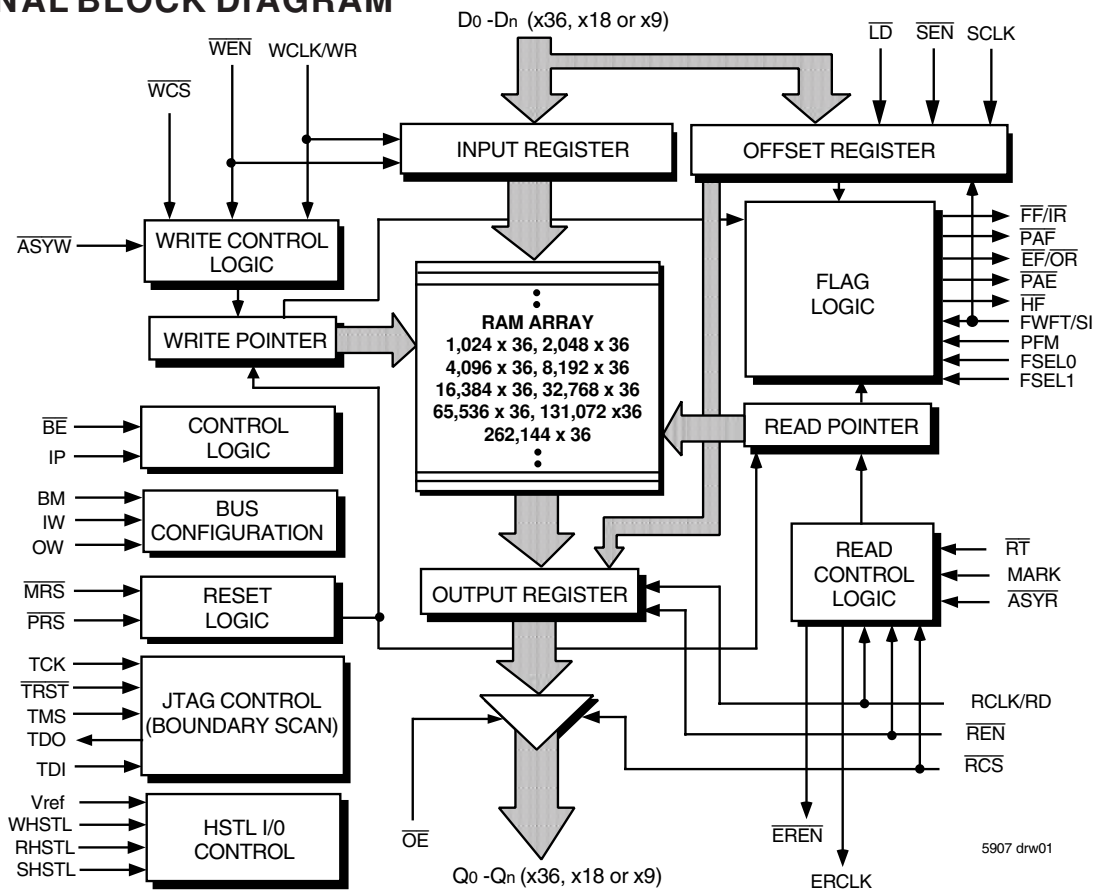 NAL BLOCK DIAGRAM
D0 -Dn (x36, x18 or x9)
WEN
WCLK/WR
LD
SEN
SCLK
WCS
INPUT REGISTER
OFFSET REGISTER
ASYW
WRITE CONTROL
LOGIC
FLAG
LOGIC
FF/IR
PAF
EF/OR
PAE
HF
FWFT/SI
PFM
FSEL0
FSEL1
WRITE POINTER
RAM ARRAY
1,024 x 36, 2,048 x 36
4,096 x 36, 8,192 x 36
16,384 x 36, 32,768 x 36
65,536 x 36, 131,072 x36
262,144 x 36
READ POINTER
BE
IP
CONTROL
LOGIC
BM
IW
OW
BUS
CONFIGURATION
READ
CONTROL
LOGIC
RT
MARK
ASYR
MRS
PRS
RESET
LOGIC
OUTPUT REGISTER
TCK
TRST
TMS
TDO
TDI
JTAG CONTROL
(BOUNDARY SCAN)
RCLK/RD
REN
RCS
Vref
WHSTL
RHSTL
SHSTL
HSTL I/0
CONTROL
OE
EREN
ERCLK
5907 drw01
Q0 -Qn (x36, x18 or x9)